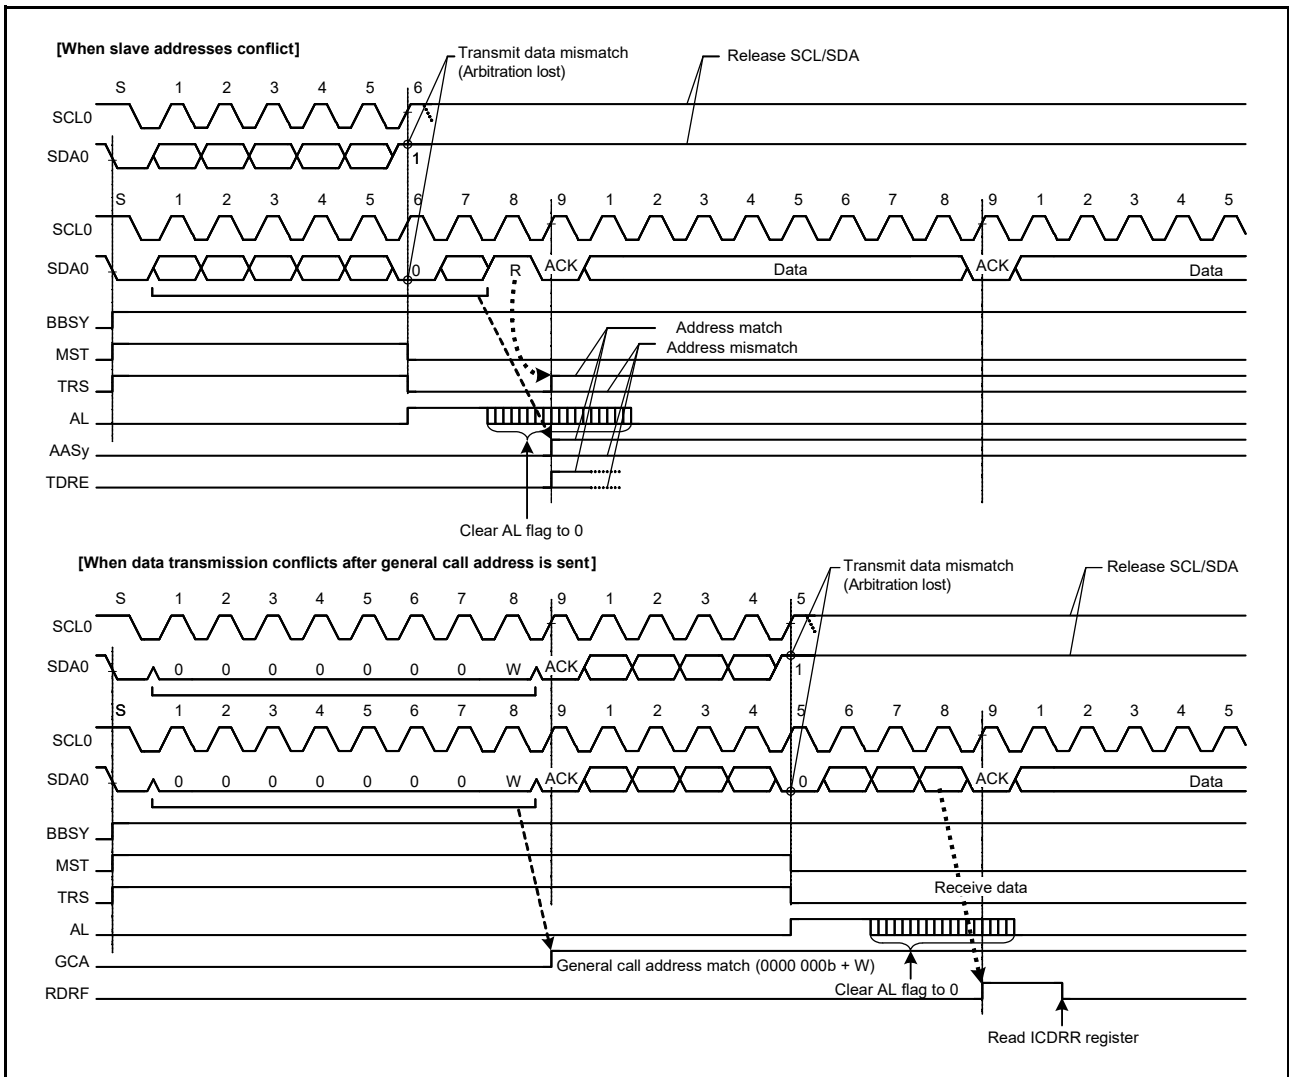 [When slave addresses conflict]
Transmit data mismatch
(Arbitration lost)
Release SCL/SDA
S 1 2 3 4 5 6
SCL0
SDA0
1
S 1 2 3 4 5 6 7 8 9 1 2 3 4 5 6 7 8 9 1 2 3 4 5
SCL0
SDA0 0 R ACK Data ACK Data
BBSY
Address match
MST
Address mismatch
TRS
AL
AASy
TDRE
Clear AL flag to 0
[When data transmission conflicts after general call address is sent]
Transmit data mismatch
(Arbitration lost)
Release SCL/SDA
S 1 2 3 4 5 6 7 8 9 1 2 3 4 5
SCL0
SDA0 0 0 0 0 0 0 0 W ACK 1
S 1 2 3 4 5 6 7 8 9 1 2 3 4 5 6 7 8 9 1 2 3 4 5
SCL0
SDA0 0 0 0 0 0 0 0 W ACK 0 ACK Data
BBSY
MST
TRS
Receive data
AL
GCA
General call address match (0000 000b + W)
Clear AL flag to 0
RDRF
Read ICDRR register